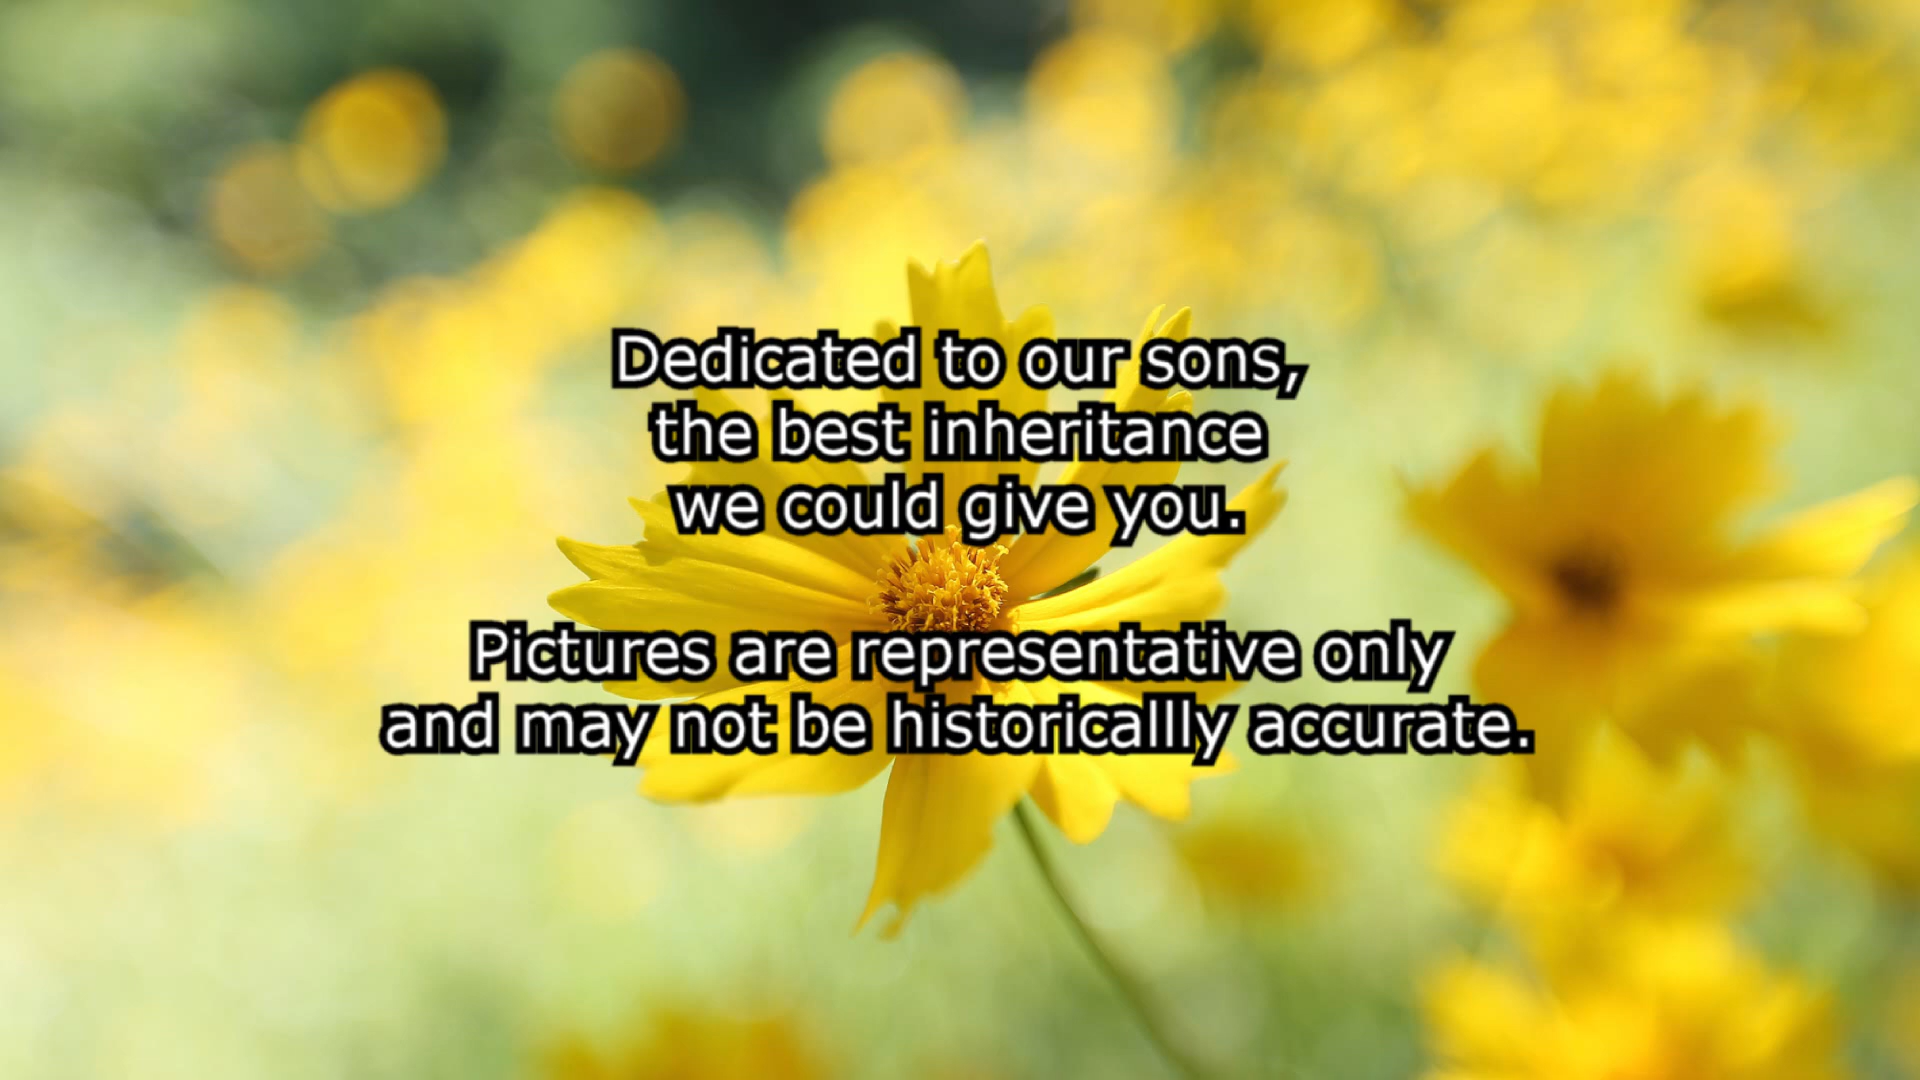 Dedicated to our sons,
the best inheritance
we could give you.
Pictures are representative only
and may not be historicallly accurate.